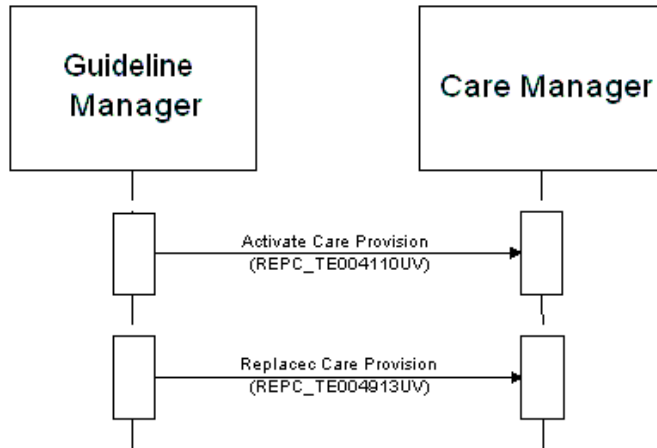 Guideline
Manager
Care Manager
Activate Care Provision
(REPC_TE004110UV)
Replacec Care Provision
(REPC_TE004913UV)